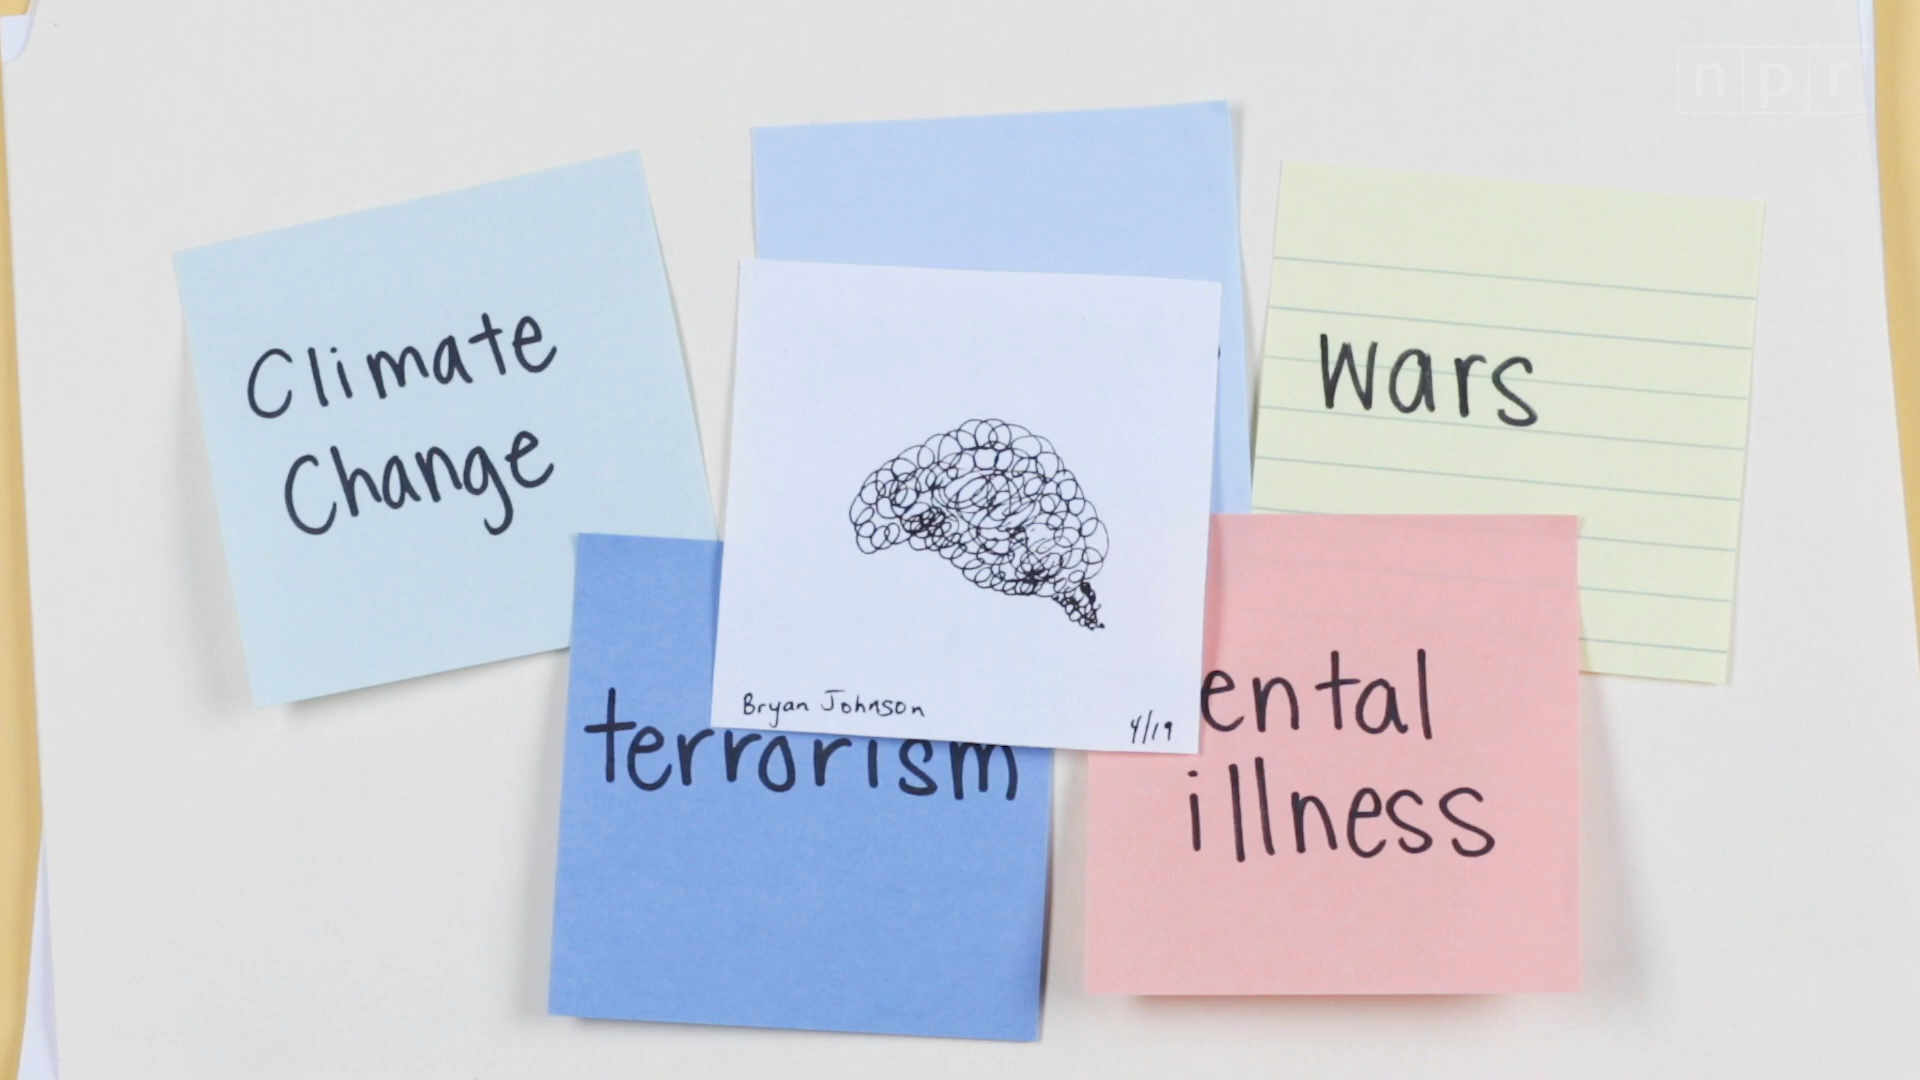 npr
Climate
Change
wars
terrorism
ental
illness
Bryan Johnson
4/19